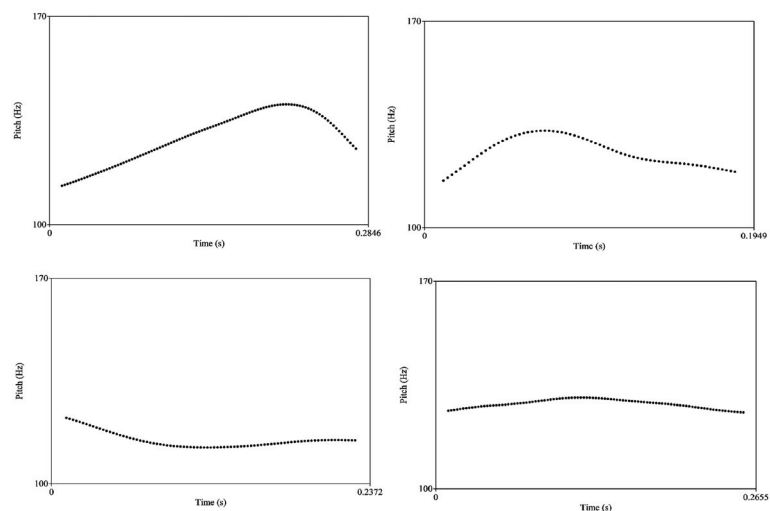 170
Pitch (Hz)
100
0
0.2846
Time (s)
170
Pitch (Hz)
100
0
0.1949
Time (s)
170
Pitch (Hz)
100
0
0.2372
Time (s)
170
Pitch (Hz)
100
0
0.2655
Time (s)